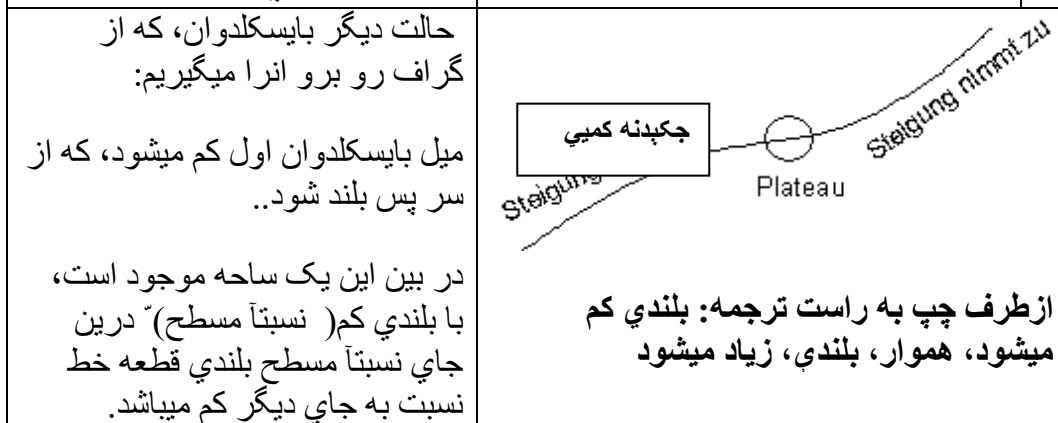 حالت ديگر بايسکلدوان، که از
گراف رو برو انرا ميگيريم:
ميل بايسکلدوان اول کم ميشود، که از
سر پس بلند شود..
در بين اين يک ساحه موجود است،
با بلندي کم( نسبتآ مسطح) ّ درين
جاي نسبتآ مسطح بلندي قطعه خط
نسبت به جاي ديگر کم ميباشد.
Steigung nimmt zu
جکېدنه کميي
Steigung
Plateau
ازطرف چپ به راست ترجمه: بلندي کم
ميشود، هموار، بلندې، زياد ميشود